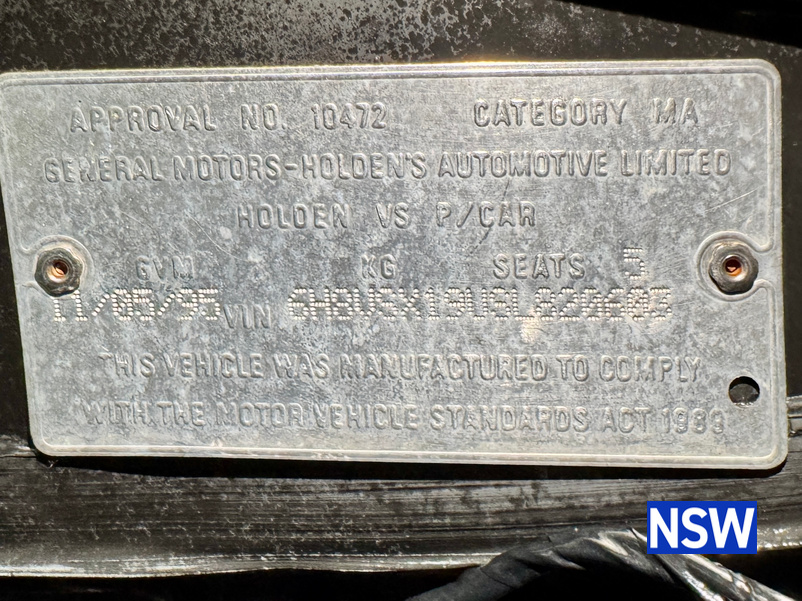 APPROVAL NO. 10472 CATEGORY MA
GENERAL MOTORS-HOLDEN'S AUTOMOTIVE LIMITED
HOLDEN VS P/CAR
GVM KG SEATS 5
11/05/95 VIN 6H8VSX19USL820603
THIS VEHICLE WAS MANUFACTURED TO COMPLY
WITH THE MOTOR VEHICLE STANDARDS ACT 1989
NSW